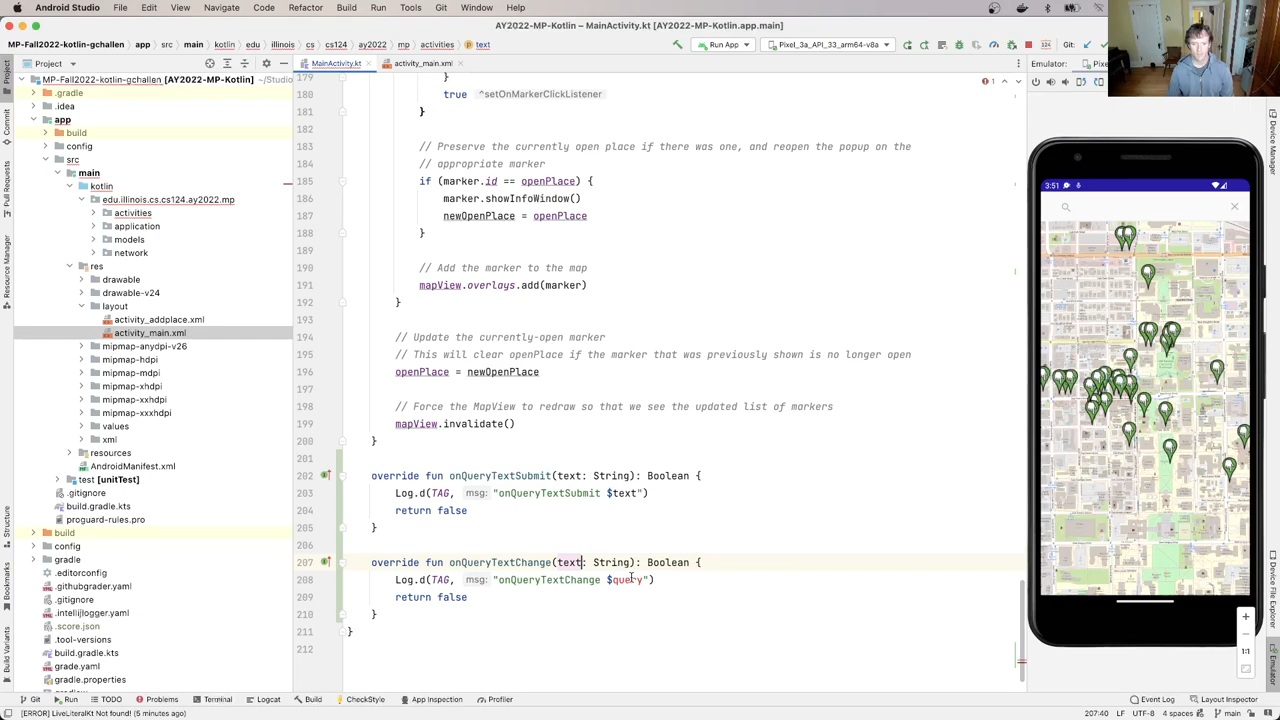 Android Studio File Edit View Navigate Code Refactor Build Run Tools Git Window Help
AY2022-MP-Kotlin – MainActivity.kt [AY2022-MP-Kotlin.app.main]
MP-Fall2022-kotlin-gchallen app src main kotlin edu illinois cs cs124 ay2022 mp activities text
Run App Pixel_3a_API_33_arm64-v8a 124 Git:
Project MainActivity.kt activity_main.xml Emulator:
MP-Fall2022-kotlin-gchallen [AY2022-MP-Kotlin] ~/Studio
.gradle
.idea
app
build
config
src
main
kotlin
edu.illinois.cs.cs124.ay2022.mp
activities
application
models
network
res
drawable
drawable-v24
layout
activity_addplace.xml
activity_main.xml
mipmap-anydpi-v26
mipmap-hdpi
mipmap-mdpi
mipmap-xhdpi
mipmap-xxhdpi
mipmap-xxxhdpi
values
xml
resources
AndroidManifest.xml
test [unitTest]
.gitignore
build.gradle.kts
proguard-rules.pro
build
config
gradle
.editorconfig
.githubgrader.yaml
.gitignore
.intellijlogger.yaml
.score.json
.tool-versions
build.gradle.kts
grade.yaml
gradle.properties
Project
Commit
Pull Requests
Resource Manager
Structure
Bookmarks
Build Variants
179 }
180 true ^setOnMarkerClickListener
181 }
182
183 // Preserve the currently open place if there was one, and reopen the popup on the
184 // appropriate marker
185 if (marker.id == openPlace) {
186 marker.showInfoWindow()
187 newOpenPlace = openPlace
188 }
189
190 // Add the marker to the map
191 mapView.overlays.add(marker)
192 }
193
194 // Update the currently-open marker
195 // This will clear openPlace if the marker that was previously shown is no longer open
196 openPlace = newOpenPlace
197
198 // Force the MapView to redraw so that we see the updated list of markers
199 mapView.invalidate()
200 }
201
202 override fun onQueryTextSubmit(text: String): Boolean {
203 Log.d(TAG, msg: "onQueryTextSubmit $text")
204 return false
205 }
206
207 override fun onQueryTextChange(text: String): Boolean {
208 Log.d(TAG, msg: "onQueryTextChange $query")
209 return false
210 }
211 }
212
1
3:51
1:1
Device Manager
Device File Explorer
Emulator
Git Run TODO Problems Terminal Logcat Build CheckStyle App Inspection Profiler Event Log Layout Inspector
[ERROR] LiveLiteralKt Not found! (5 minutes ago) 207:40 LF UTF-8 4 spaces main